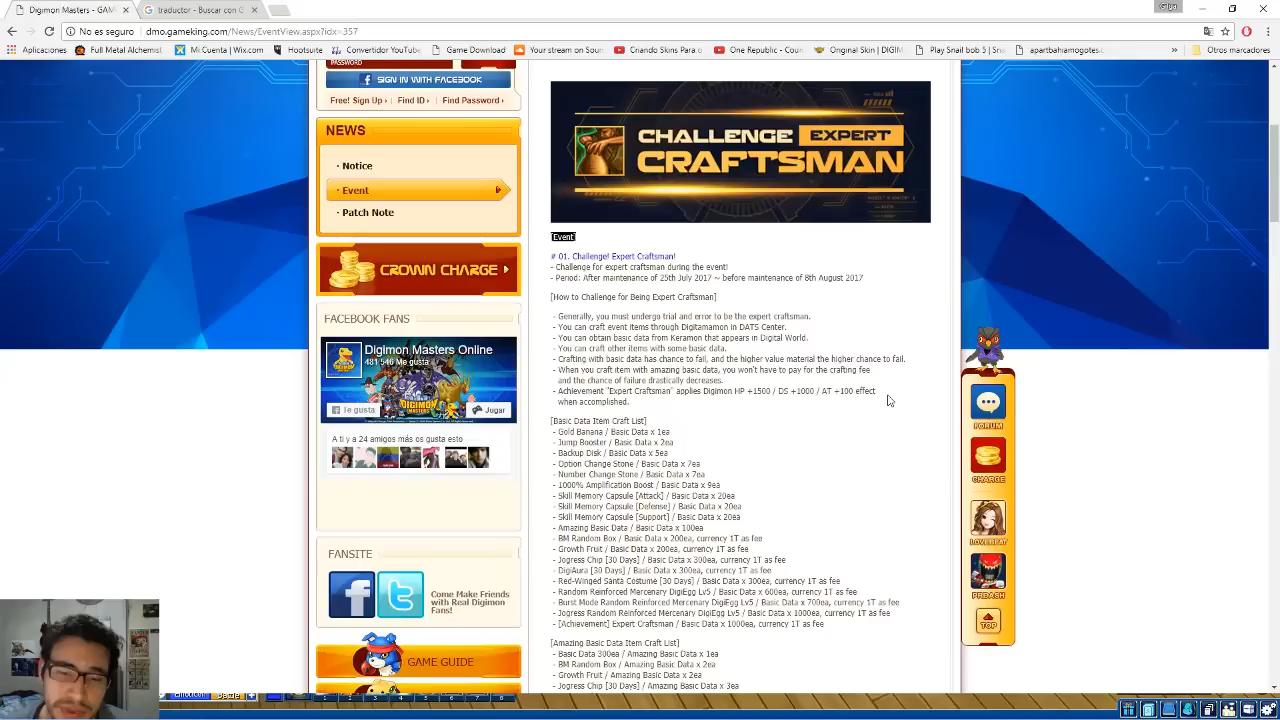 Digimon Masters - GAM
traductor - Buscar con G
No es seguro | dmo.gameking.com/News/EventView.aspx?idx=357
Aplicaciones Full Metal Alchemist Mi Cuenta | Wix.com Hootsuite Convertidor YouTube Game Download Your stream on Soun Criando Skins Para o One Republic - Coun Original Skin | DIGIM Play Snail bob 5 | Sna apartbahamogotes.c » Otros marcadores
PASSWORD
SIGN IN WITH FACEBOOK
Free! Sign Up › Find ID › Find Password ›
NEWS
· Notice
· Event
· Patch Note
CROWN CHARGE
FACEBOOK FANS
Digimon Masters Online
481 546 Me gusta
Te gusta Jugar
A ti y a 24 amigos más os gusta esto
FANSITE
Come Make Friends
with Real Digimon
Fans!
GAME GUIDE
CHALLENGE EXPERT
CRAFTSMAN
[Event]
# 01. Challenge! Expert Craftsman!
- Challenge for expert craftsman during the event!
- Period: After maintenance of 25th July 2017 ~ before maintenance of 8th August 2017
[How to Challenge for Being Expert Craftsman]
- Generally, you must undergo trial and error to be the expert craftsman.
- You can craft event items through Digitamamon in DATS Center.
- You can obtain basic data from Keramon that appears in Digital World.
- You can craft other items with some basic data.
- Crafting with basic data has chance to fail, and the higher value material the higher chance to fail.
- When you craft item with amazing basic data, you won't have to pay for the crafting fee
and the chance of failure drastically decreases.
- Achievement "Expert Craftsman" applies Digimon HP +1500 / DS +1000 / AT +100 effect
when accomplished.
[Basic Data Item Craft List]
- Gold Banana / Basic Data x 1ea
- Jump Booster / Basic Data x 2ea
- Backup Disk / Basic Data x 5ea
- Option Change Stone / Basic Data x 7ea
- Number Change Stone / Basic Data x 7ea
- 1000% Amplification Boost / Basic Data x 9ea
- Skill Memory Capsule [Attack] / Basic Data x 20ea
- Skill Memory Capsule [Defense] / Basic Data x 20ea
- Skill Memory Capsule [Support] / Basic Data x 20ea
- Amazing Basic Data / Basic Data x 100ea
- BM Random Box / Basic Data x 200ea, currency 1T as fee
- Growth Fruit / Basic Data x 200ea, currency 1T as fee
- Jogress Chip [30 Days] / Basic Data x 300ea, currency 1T as fee
- DigiAura [30 Days] / Basic Data x 300ea, currency 1T as fee
- Red-Winged Santa Costume [30 Days] / Basic Data x 300ea, currency 1T as fee
- Random Reinforced Mercenary DigiEgg Lv5 / Basic Data x 600ea, currency 1T as fee
- Burst Mode Random Reinforced Mercenary DigiEgg Lv5 / Basic Data x 700ea, currency 1T as fee
- Jogress Random Reinforced Mercenary DigiEgg Lv5 / Basic Data x 1000ea, currency 1T as fee
- [Achievement] Expert Craftsman / Basic Data x 1000ea, currency 1T as fee
[Amazing Basic Data Item Craft List]
- Basic Data 300ea / Amazing Basic Data x 1ea
- BM Random Box / Amazing Basic Data x 2ea
- Growth Fruit / Amazing Basic Data x 2ea
- Jogress Chip [30 Days] / Amazing Basic Data x 3ea
FORUM
CHARGE
LOVEBEAT
TOP